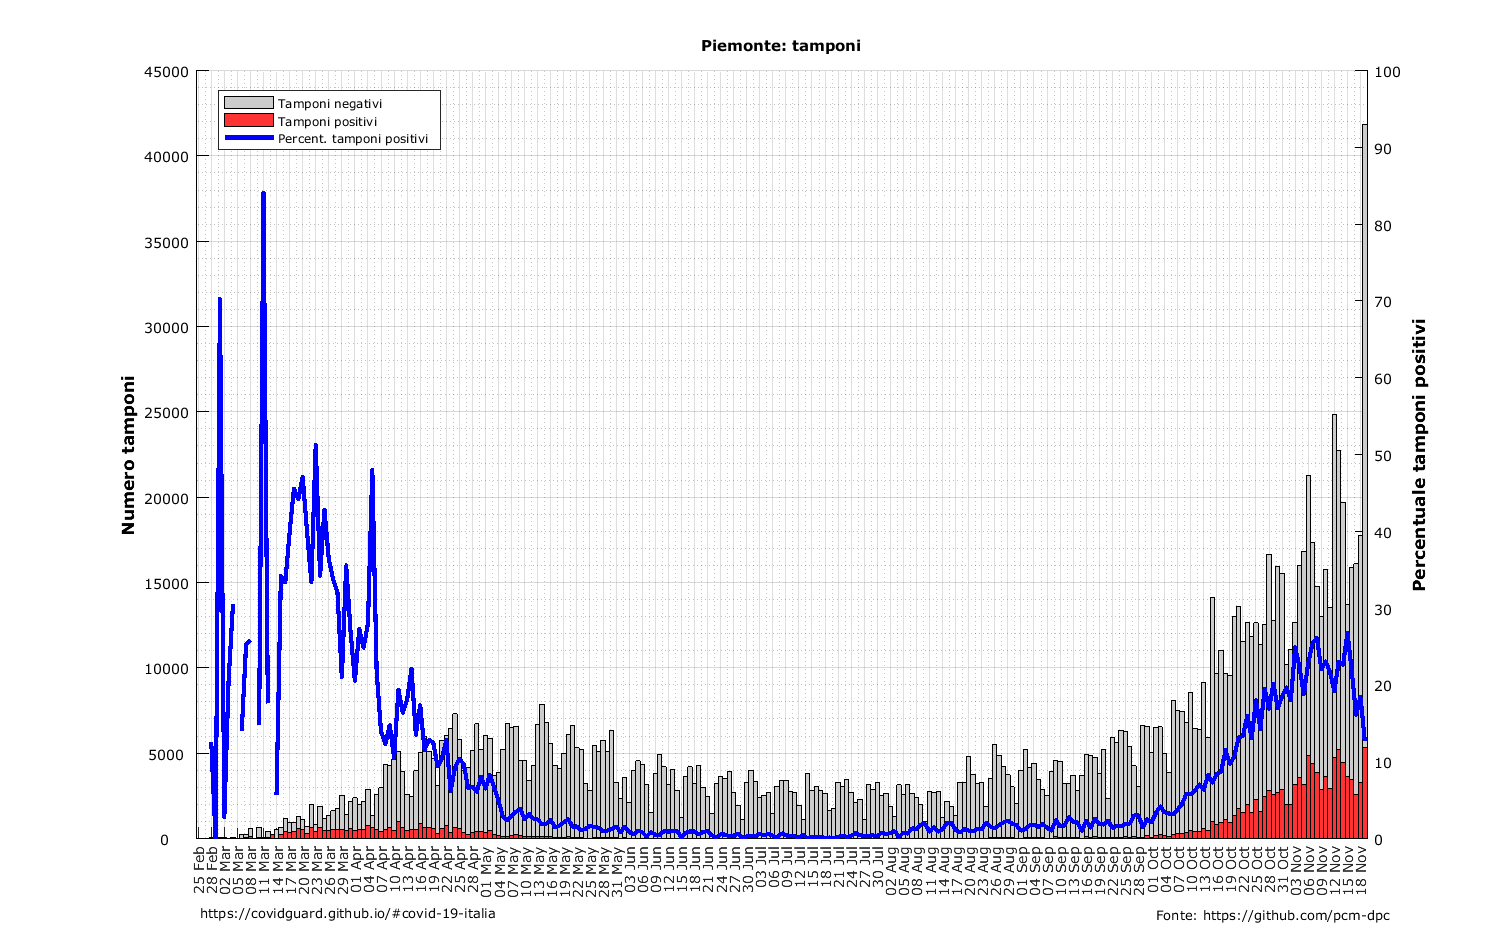 Piemonte: tamponi
45000
40000
35000
30000
25000
20000
15000
10000
5000
0
Numero tamponi
Tamponi negativi
Tamponi positivi
Percent. tamponi positivi
100
90
80
70
60
50
40
30
20
10
0
Percentuale tamponi positivi
25 Feb
28 Feb
02 Mar
05 Mar
08 Mar
11 Mar
14 Mar
17 Mar
20 Mar
23 Mar
26 Mar
29 Mar
01 Apr
04 Apr
07 Apr
10 Apr
13 Apr
16 Apr
19 Apr
22 Apr
25 Apr
28 Apr
01 May
04 May
07 May
10 May
13 May
16 May
19 May
22 May
25 May
28 May
31 May
03 Jun
06 Jun
09 Jun
12 Jun
15 Jun
18 Jun
21 Jun
24 Jun
27 Jun
30 Jun
03 Jul
06 Jul
09 Jul
12 Jul
15 Jul
18 Jul
21 Jul
24 Jul
27 Jul
30 Jul
02 Aug
05 Aug
08 Aug
11 Aug
14 Aug
17 Aug
20 Aug
23 Aug
26 Aug
29 Aug
01 Sep
04 Sep
07 Sep
10 Sep
13 Sep
16 Sep
19 Sep
22 Sep
25 Sep
28 Sep
01 Oct
04 Oct
07 Oct
10 Oct
13 Oct
16 Oct
19 Oct
22 Oct
25 Oct
28 Oct
31 Oct
03 Nov
06 Nov
09 Nov
12 Nov
15 Nov
18 Nov
https://covidguard.github.io/#covid-19-italia
Fonte: https://github.com/pcm-dpc